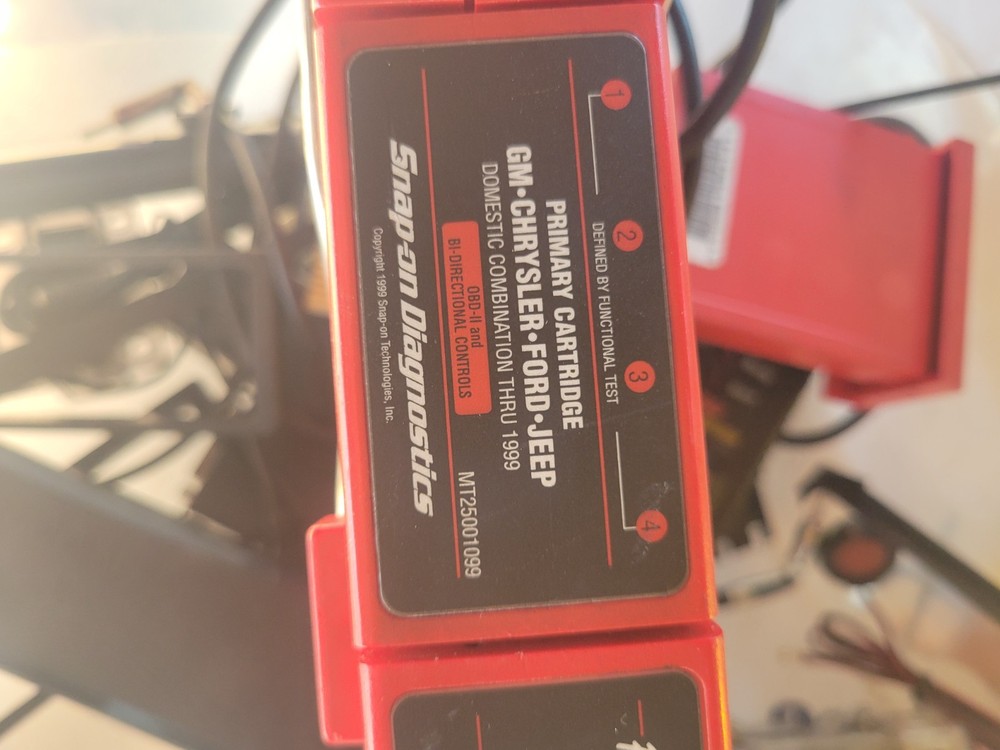 1 2 3 4
DEFINED BY FUNCTIONAL TEST
PRIMARY CARTRIDGE
GM•CHRYSLER•FORD•JEEP
DOMESTIC COMBINATION THRU 1999
OBD-II and
BI-DIRECTIONAL CONTROLS
MT25001099
Snap-on Diagnostics
Copyright 1999 Snap-on Technologies, Inc.